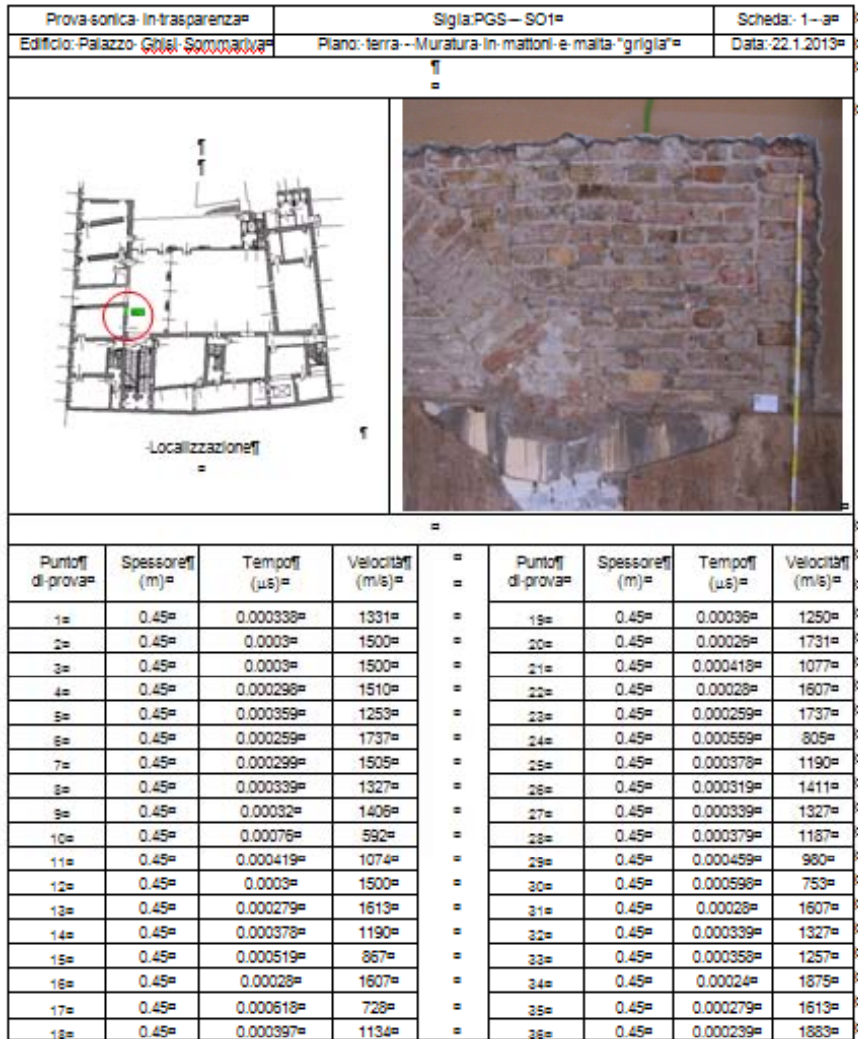 Prova sonica in trasparenza Sigla:PGS – SO1 Scheda: 1 – a
Edificio: Palazzo Ghisi Sommariva Piano: terra – Muratura in mattoni e malta "grigia" Data: 22.1.2013
Localizzazione
Punto di prova Spessore (m) Tempo (μs) Velocità (m/s) Punto di prova Spessore (m) Tempo (μs) Velocità (m/s)
1 0.45 0.000338 1331 19 0.45 0.00036 1250
2 0.45 0.0003 1500 20 0.45 0.00026 1731
3 0.45 0.0003 1500 21 0.45 0.000418 1077
4 0.45 0.000298 1510 22 0.45 0.00028 1607
5 0.45 0.000359 1253 23 0.45 0.000259 1737
6 0.45 0.000259 1737 24 0.45 0.000559 805
7 0.45 0.000299 1505 25 0.45 0.000378 1190
8 0.45 0.000339 1327 26 0.45 0.000319 1411
9 0.45 0.00032 1406 27 0.45 0.000339 1327
10 0.45 0.00076 592 28 0.45 0.000379 1187
11 0.45 0.000419 1074 29 0.45 0.000459 980
12 0.45 0.0003 1500 30 0.45 0.000598 753
13 0.45 0.000279 1613 31 0.45 0.00028 1607
14 0.45 0.000378 1190 32 0.45 0.000339 1327
15 0.45 0.000519 867 33 0.45 0.000358 1257
16 0.45 0.00028 1607 34 0.45 0.00024 1875
17 0.45 0.000618 728 35 0.45 0.000279 1613
18 0.45 0.000397 1134 36 0.45 0.000239 1883